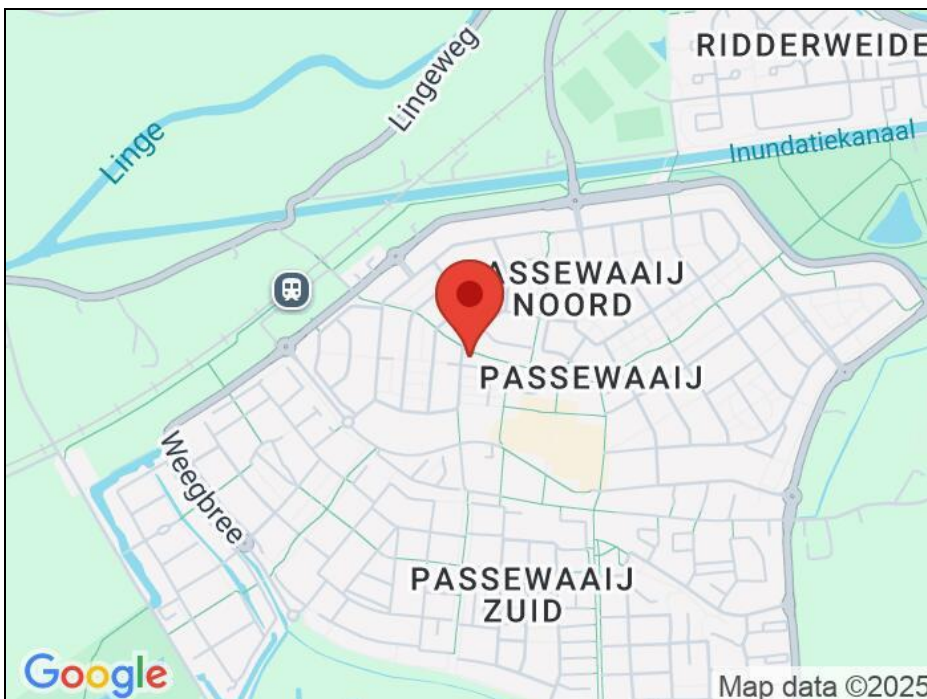 RIDDERWEIDE
Lingeweg
Linge
Inundatiekanaal
ASSEWAAIJ
NOORD
PASSEWAAIJ
Weegbree
PASSEWAAIJ
ZUID
Google
Map data ©2025